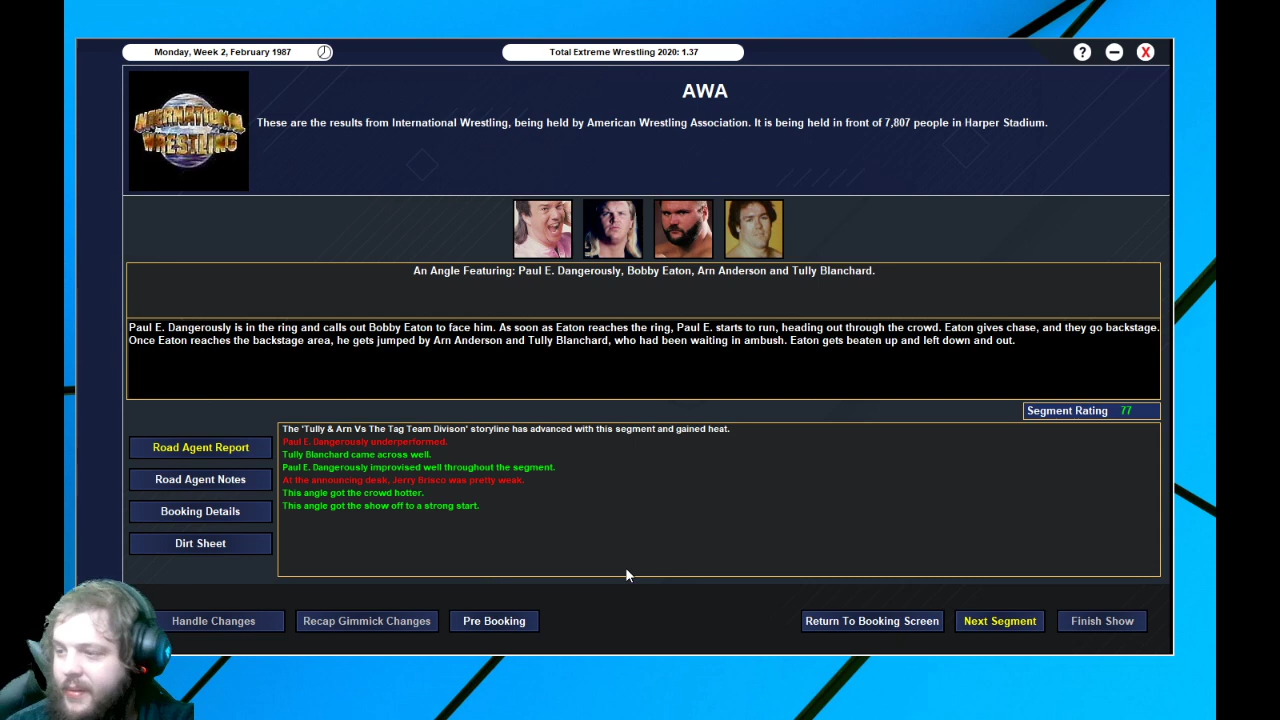 Monday, Week 2, February 1987
Total Extreme Wrestling 2020: 1.37
?
X
INTERNATIONAL
WRESTLING
AWA
These are the results from International Wrestling, being held by American Wrestling Association. It is being held in front of 7,807 people in Harper Stadium.
An Angle Featuring: Paul E. Dangerously, Bobby Eaton, Arn Anderson and Tully Blanchard.
Paul E. Dangerously is in the ring and calls out Bobby Eaton to face him. As soon as Eaton reaches the ring, Paul E. starts to run, heading out through the crowd. Eaton gives chase, and they go backstage.
Once Eaton reaches the backstage area, he gets jumped by Arn Anderson and Tully Blanchard, who had been waiting in ambush. Eaton gets beaten up and left down and out.
Segment Rating 77
Road Agent Report
Road Agent Notes
Booking Details
Dirt Sheet
The 'Tully & Arn Vs The Tag Team Divison' storyline has advanced with this segment and gained heat.
Paul E. Dangerously underperformed.
Tully Blanchard came across well.
Paul E. Dangerously improvised well throughout the segment.
At the announcing desk, Jerry Brisco was pretty weak.
This angle got the crowd hotter.
This angle got the show off to a strong start.
Handle Changes
Recap Gimmick Changes
Pre Booking
Return To Booking Screen
Next Segment
Finish Show